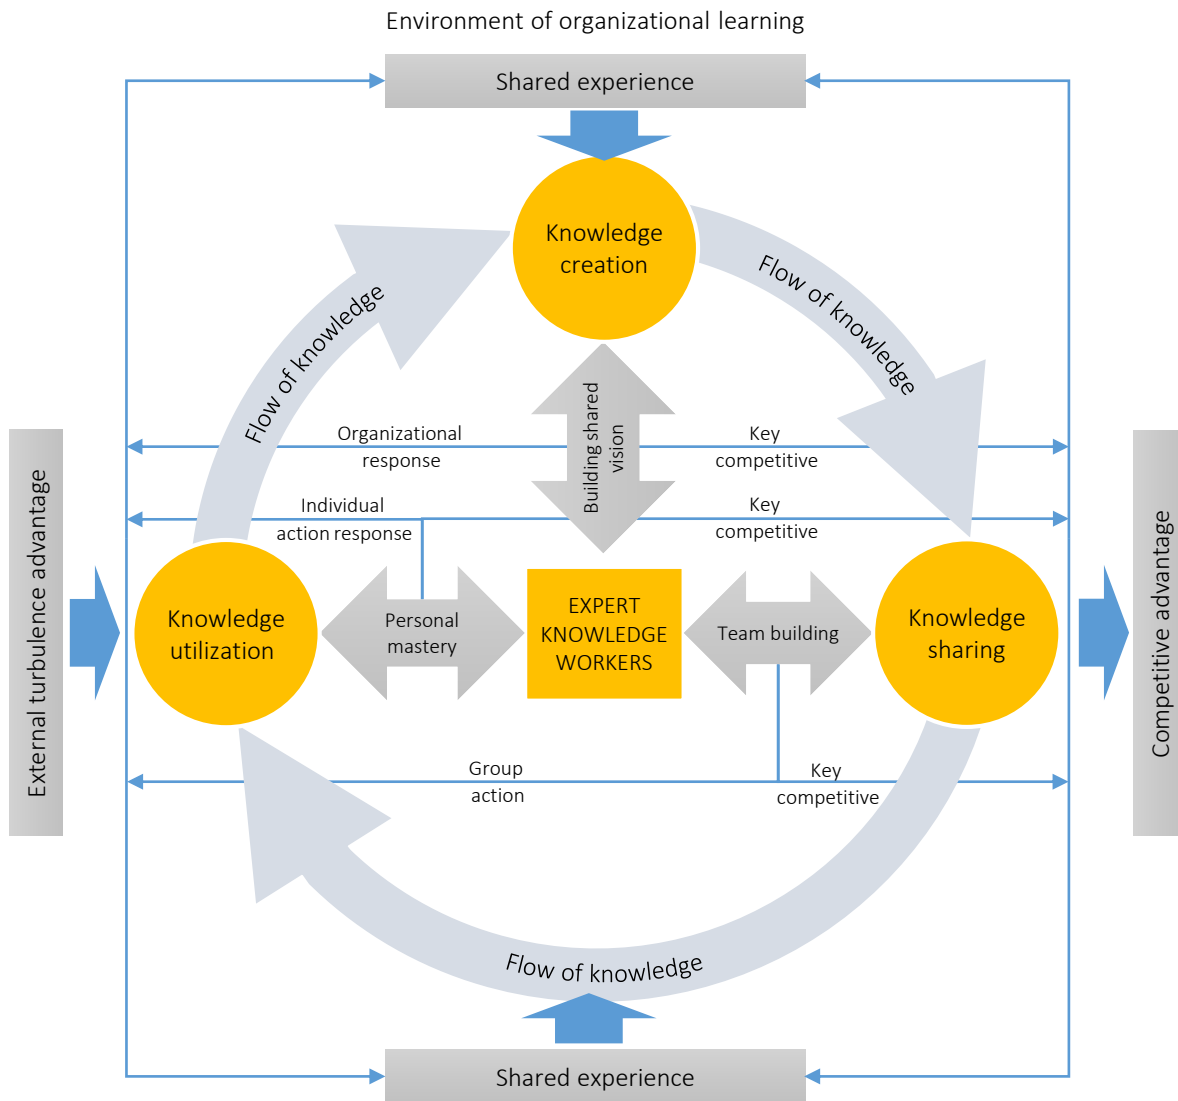 Environment of organizational learning
Shared experience
Knowledge
creation
Flow of knowledge
Flow of knowledge
Building shared
vision
Organizational
response
Key
competitive
Individual
action response
Key
competitive
External turbulence advantage
Competitive advantage
Knowledge
utilization
Personal
mastery
EXPERT
KNOWLEDGE
WORKERS
Team building
Knowledge
sharing
Group
action
Key
competitive
Flow of knowledge
Shared experience